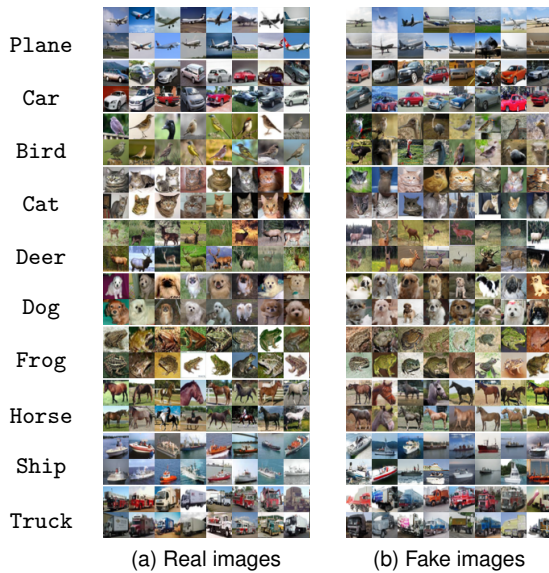 Plane
Car
Bird
Cat
Deer
Dog
Frog
Horse
Ship
Truck
(a) Real images
(b) Fake images